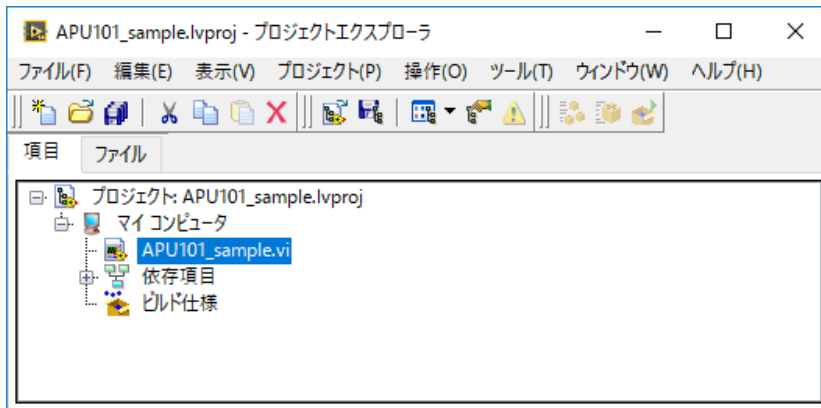 APU101_sample.lvproj - プロジェクトエクスプローラ
ファイル(F) 編集(E) 表示(V) プロジェクト(P) 操作(O) ツール(T) ウィンドウ(W) ヘルプ(H)
項目 ファイル
プロジェクト: APU101_sample.lvproj
マイ コンピュータ
APU101_sample.vi
依存項目
ビルド仕様